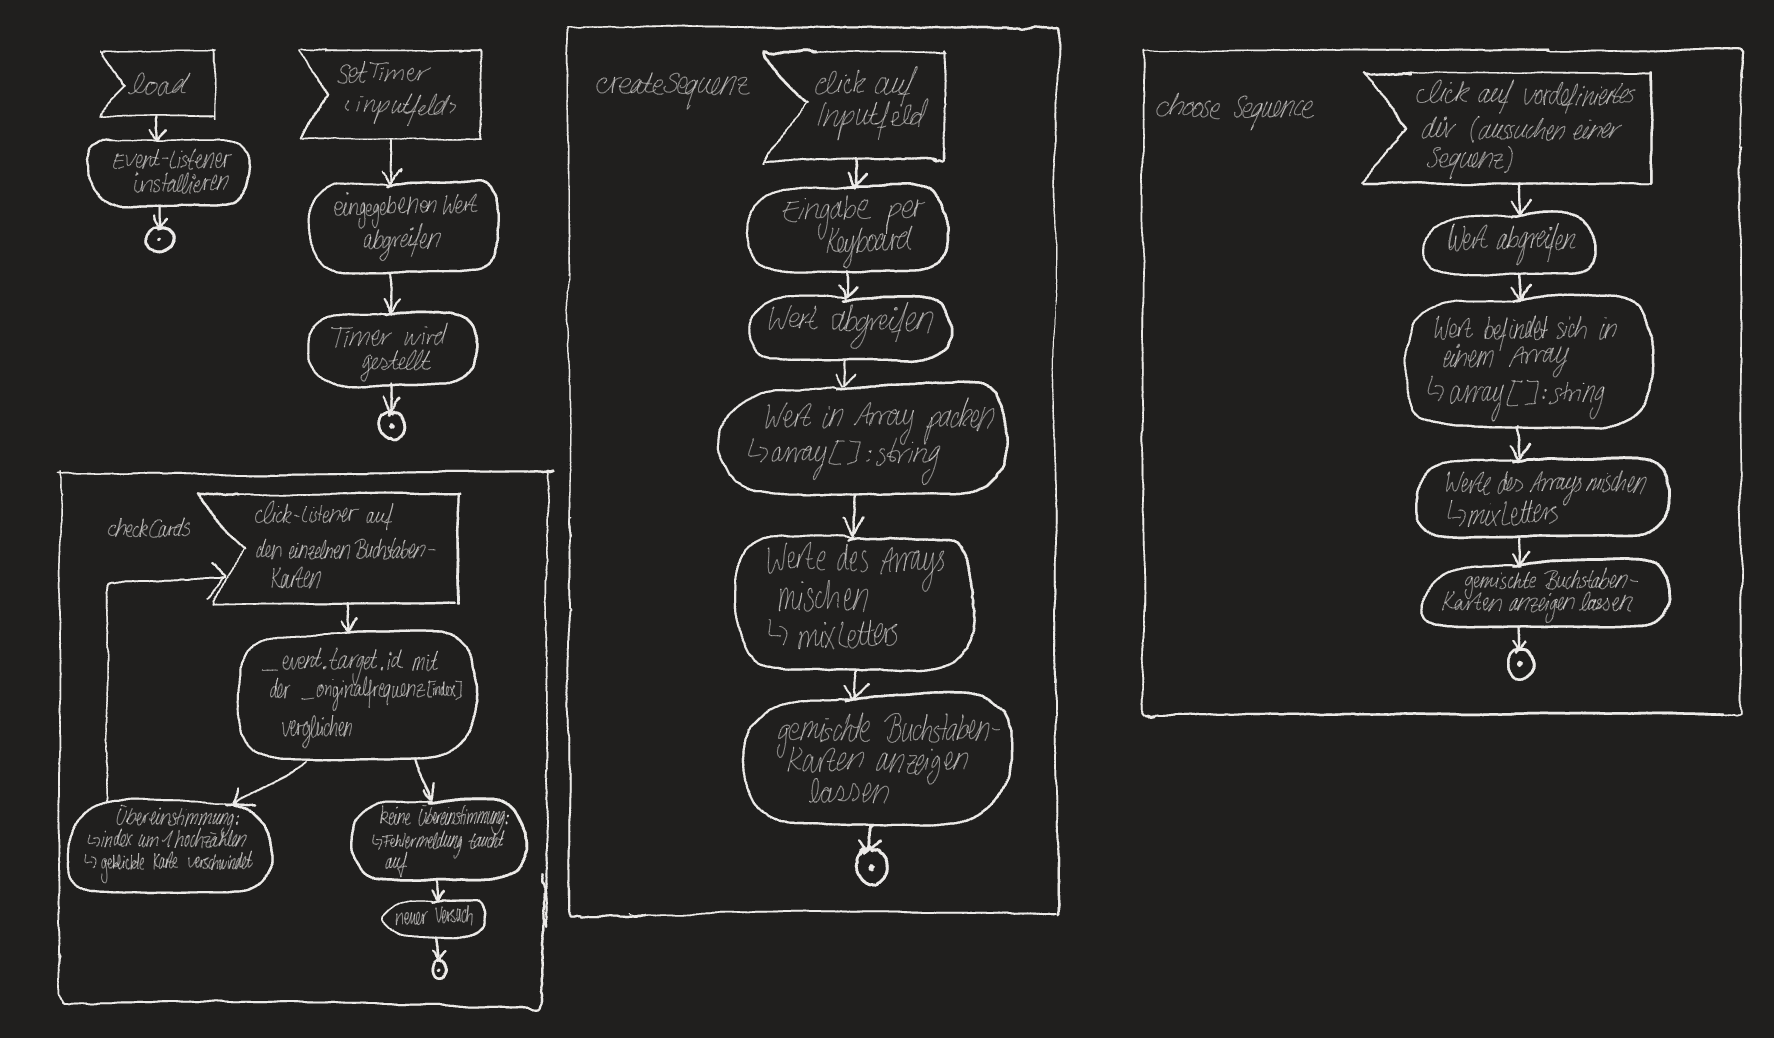 load
Event-Listener
installieren
setTimer
<inputfeld>
eingegebenen Wert
abgreifen
Timer wird
gestellt
checkCards
click-Listener auf
den einzelnen Buchstaben-
Karten
_event.target.id mit
der _originalfrequenz[index]
vergleichen
Übereinstimmung:
↳ index um 1 hochzählen
↳ geklickte Karte verschwindet
keine Übereinstimmung:
↳ Fehlermeldung taucht
auf
neuer Versuch
createSequenz
click auf
Inputfeld
Eingabe per
Keyboard
Wert abgreifen
Wert in Array packen
↳ array[]:string
Werte des Arrays
mischen
↳ mixLetters
gemischte Buchstaben-
Karten anzeigen
lassen
choose Sequence
click auf vordefiniertes
div (aussuchen einer
Sequenz)
Wert abgreifen
Wert befindet sich in
einem Array
↳ array[]:string
Werte des Arrays mischen
↳ mixLetters
gemischte Buchstaben-
Karten anzeigen lassen